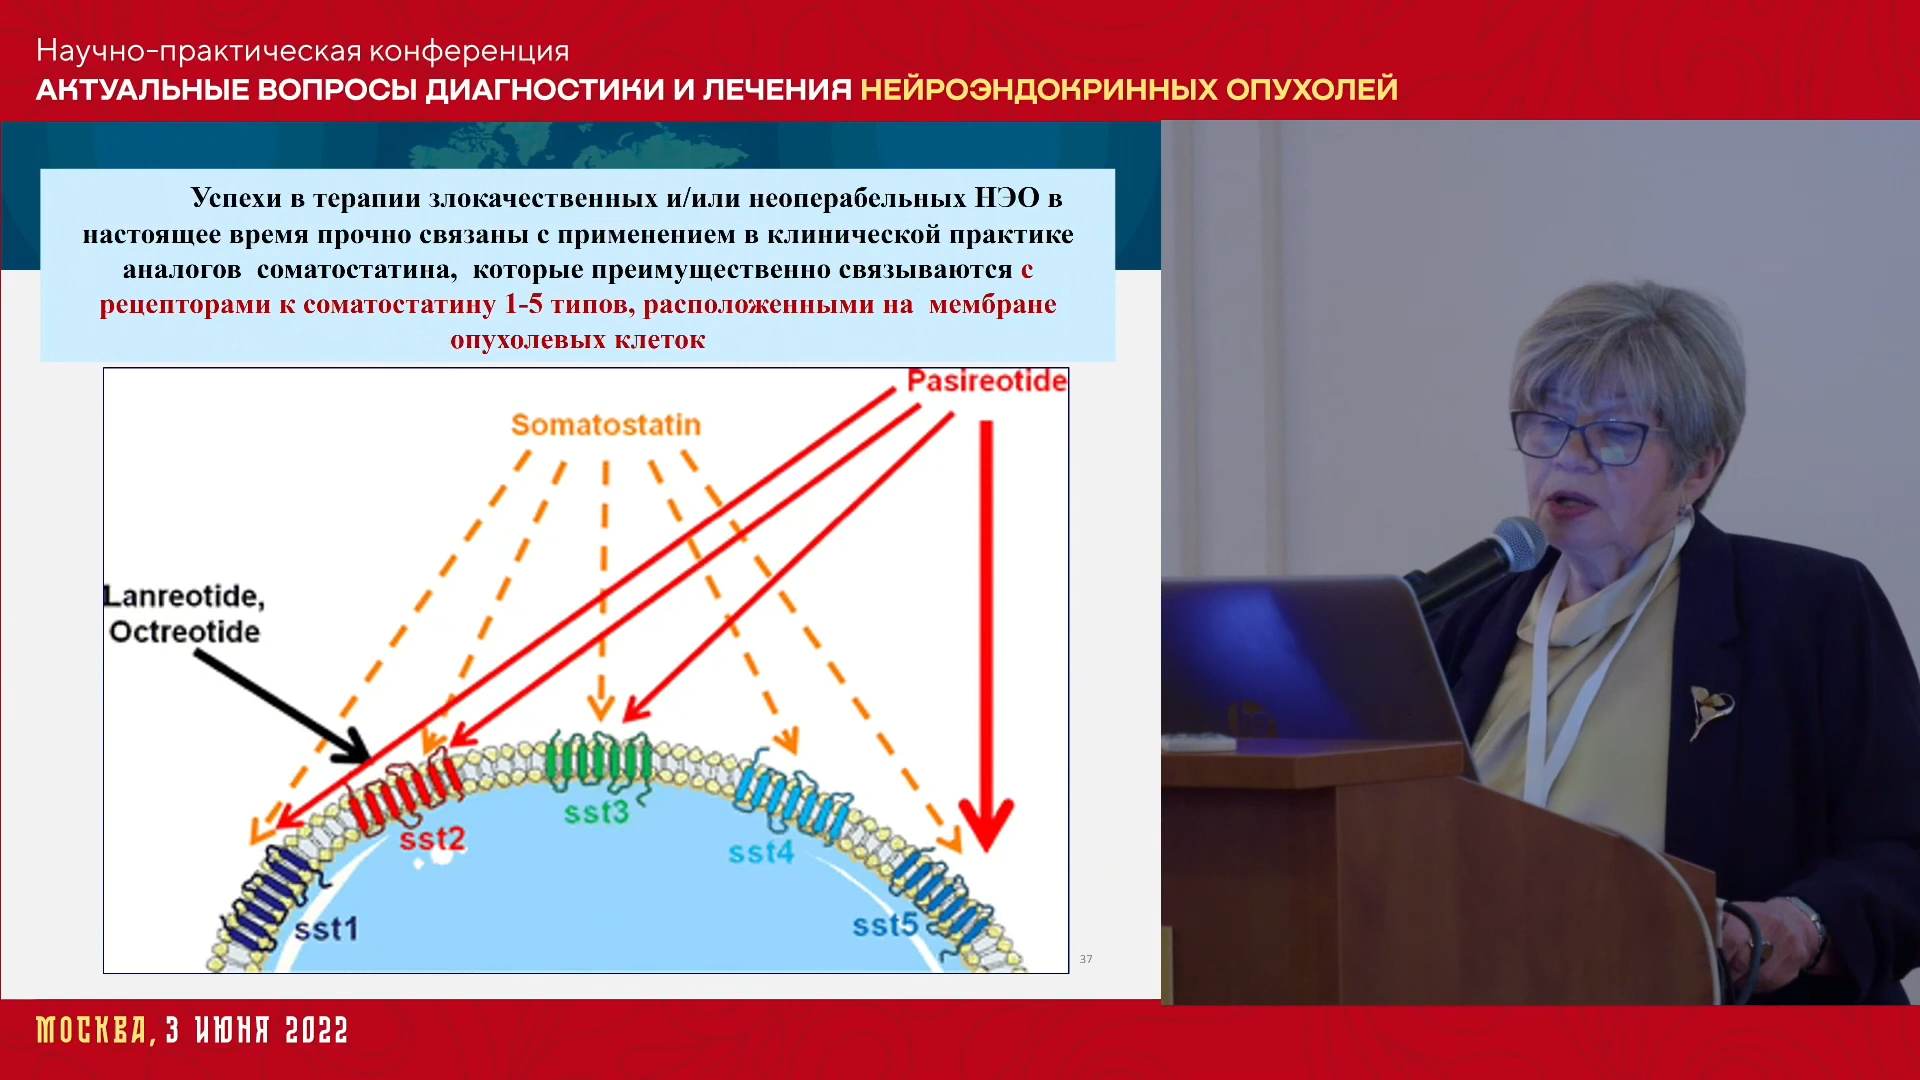 Научно-практическая конференция
АКТУАЛЬНЫЕ ВОПРОСЫ ДИАГНОСТИКИ И ЛЕЧЕНИЯ НЕЙРОЭНДОКРИННЫХ ОПУХОЛЕЙ
Успехи в терапии злокачественных и/или неоперабельных НЭО в
настоящее время прочно связаны с применением в клинической практике
аналогов соматостатина, которые преимущественно связываются с
рецепторами к соматостатину 1-5 типов, расположенными на мембране
опухолевых клеток
Pasireotide
Somatostatin
Lanreotide,
Octreotide
sst1
sst2
sst3
sst4
sst5
37
МОСКВА, 3 ИЮНЯ 2022